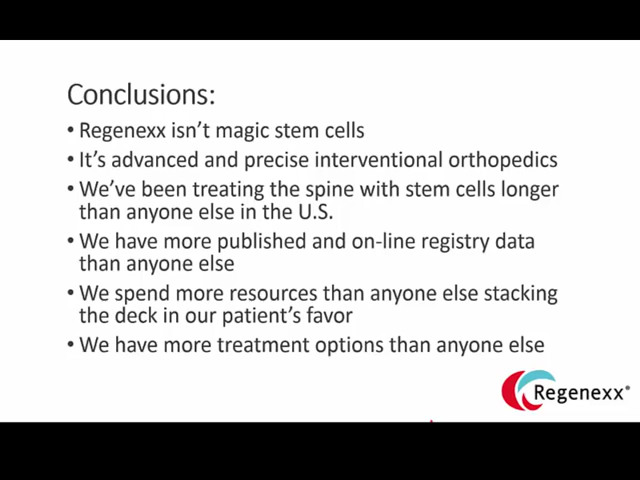 Conclusions:
• Regenexx isn't magic stem cells
• It's advanced and precise interventional orthopedics
• We've been treating the spine with stem cells longer
than anyone else in the U.S.
• We have more published and on-line registry data
than anyone else
• We spend more resources than anyone else stacking
the deck in our patient's favor
• We have more treatment options than anyone else
Regenexx®